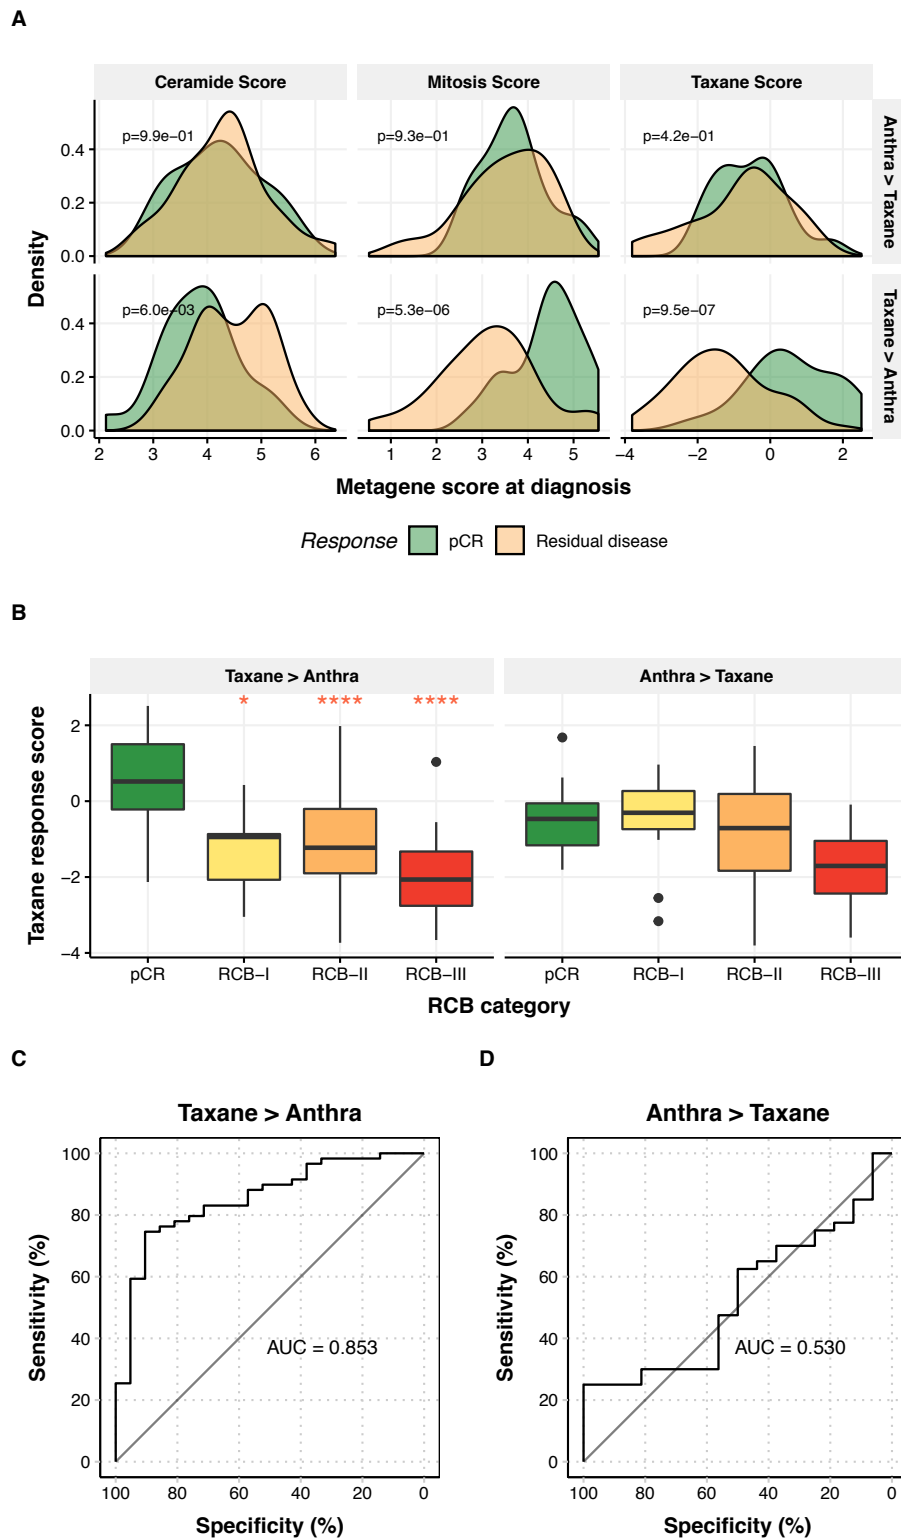 A
Ceramide Score Mitosis Score Taxane Score
p=9.9e−01 p=9.3e−01 p=4.2e−01
0.4
0.2
0.0
Anthra > Taxane
Density
p=6.0e−03 p=5.3e−06 p=9.5e−07
0.4
0.2
0.0
Taxane > Anthra
2 3 4 5 6 1 2 3 4 5 −4 −2 0 2
Metagene score at diagnosis
Response pCR Residual disease
B
Taxane > Anthra Anthra > Taxane
* **** ****
Taxane response score
2
0
−2
−4
pCR RCB−I RCB−II RCB−III pCR RCB−I RCB−II RCB−III
RCB category
C
Taxane > Anthra
Sensitivity (%)
100
80
60
40
20
0
AUC = 0.853
100 80 60 40 20 0
Specificity (%)
D
Anthra > Taxane
Sensitivity (%)
100
80
60
40
20
0
AUC = 0.530
100 80 60 40 20 0
Specificity (%)